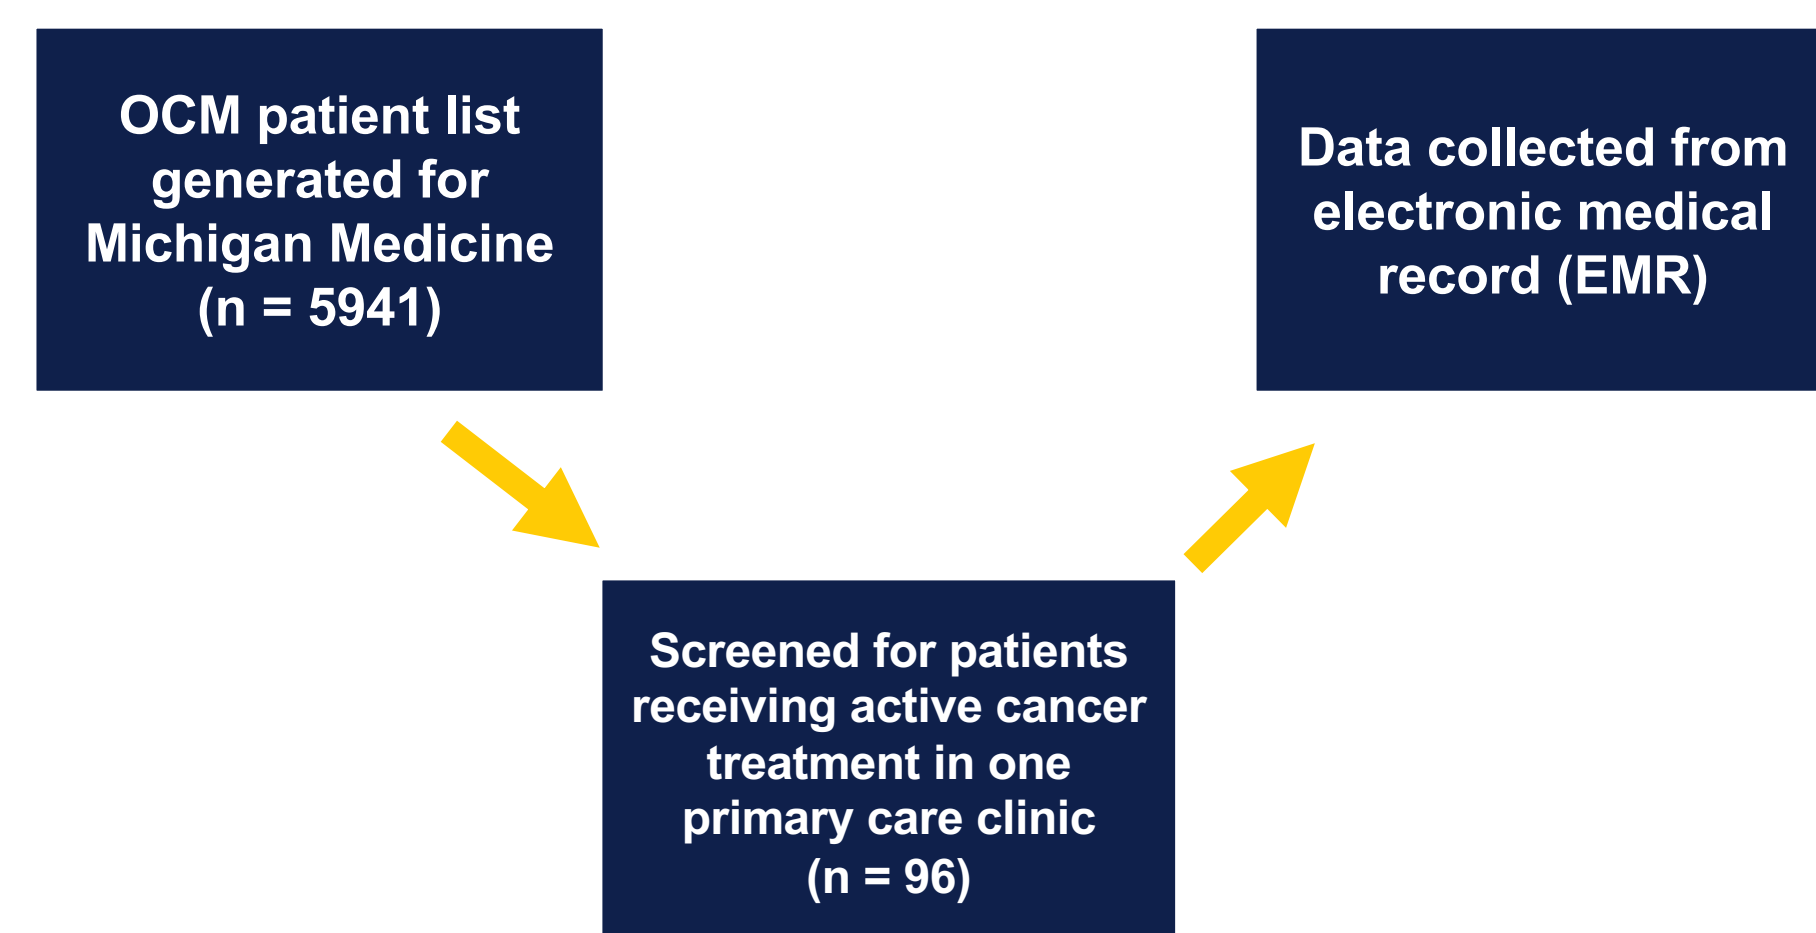 OCM patient list
generated for
Michigan Medicine
(n = 5941)
Screened for patients
receiving active cancer
treatment in one
primary care clinic
(n = 96)
Data collected from
electronic medical
record (EMR)